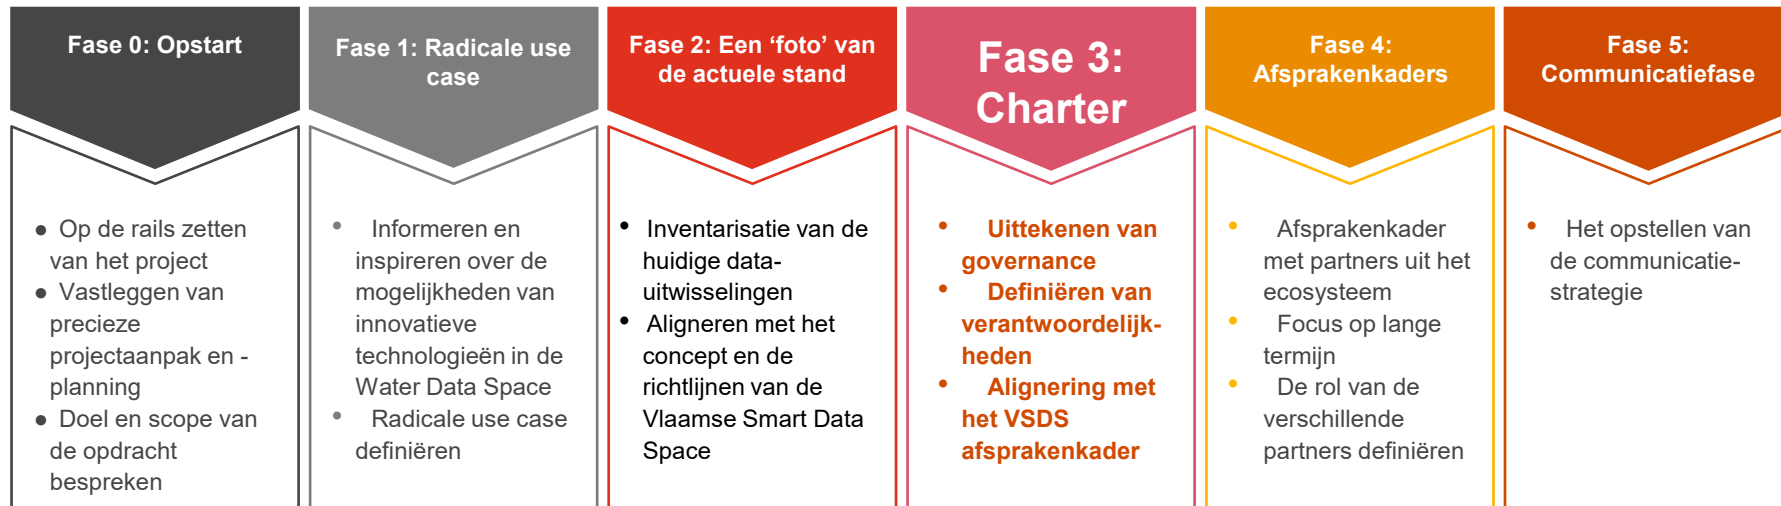 Fase 0: Opstart
● Op de rails zetten
van het project
● Vastleggen van
precieze
projectaanpak en -
planning
● Doel en scope van
de opdracht
bespreken
Fase 1: Radicale use
case
• Informeren en
inspireren over de
mogelijkheden van
innovatieve
technologieën in de
Water Data Space
• Radicale use case
definiëren
Fase 2: Een ‘foto’ van
de actuele stand
• Inventarisatie van de
huidige data-
uitwisselingen
• Aligneren met het
concept en de
richtlijnen van de
Vlaamse Smart Data
Space
Fase 3:
Charter
• Uittekenen van
governance
• Definiëren van
verantwoordelijk-
heden
• Alignering met
het VSDS
afsprakenkader
Fase 4:
Afsprakenkaders
• Afsprakenkader
met partners uit het
ecosysteem
• Focus op lange
termijn
• De rol van de
verschillende
partners definiëren
Fase 5:
Communicatiefase
• Het opstellen van
de communicatie-
strategie